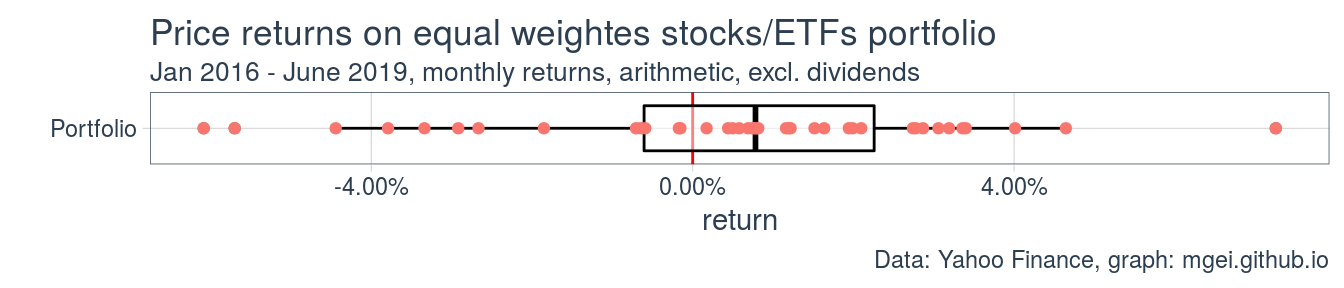 Price returns on equal weightes stocks/ETFs portfolio
Jan 2016 - June 2019, monthly returns, arithmetic, excl. dividends
Portfolio
-4.00% 0.00% 4.00%
return
Data: Yahoo Finance, graph: mgei.github.io